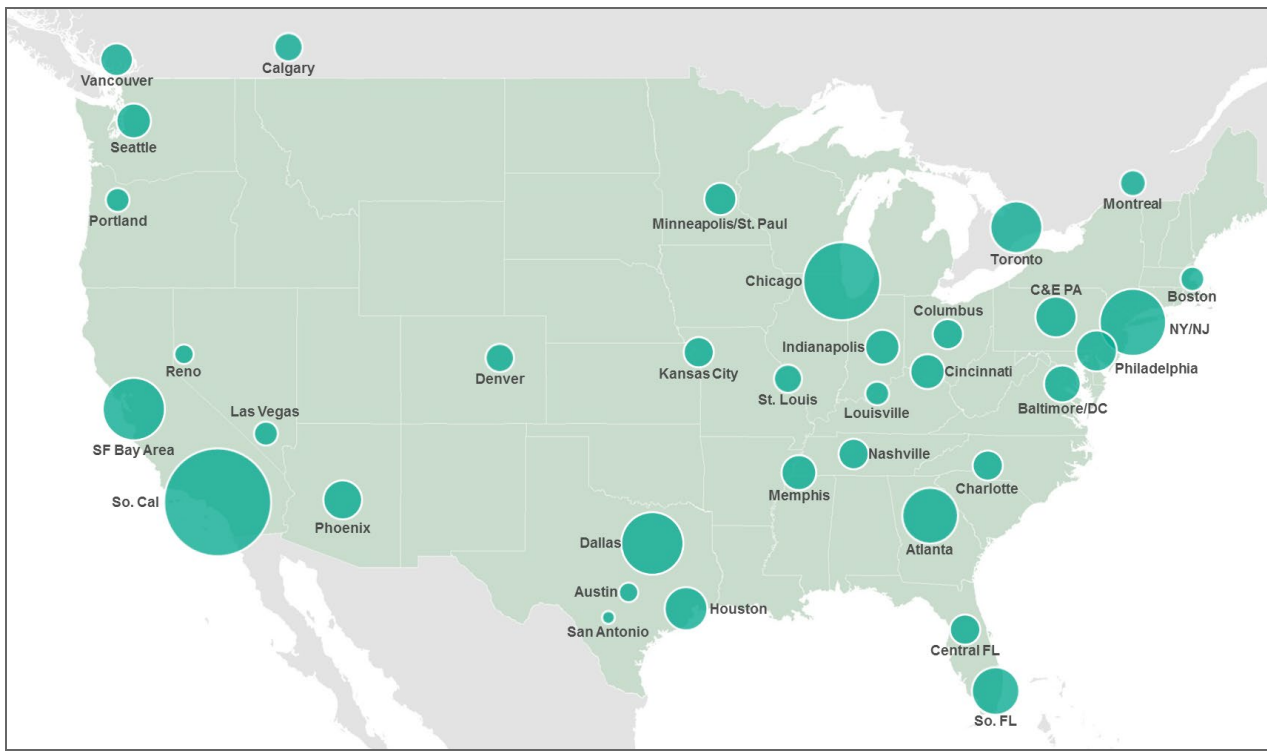 Calgary
Vancouver
Seattle
Montreal
Portland
Minneapolis/St. Paul
Toronto
Chicago
C&E PA
Boston
Columbus
NY/NJ
Indianapolis
Reno
Denver
Kansas City
Cincinnati
Philadelphia
St. Louis
Louisville
Baltimore/DC
Las Vegas
SF Bay Area
Nashville
So. Cal
Memphis
Charlotte
Phoenix
Dallas
Atlanta
Austin
Houston
San Antonio
Central FL
So. FL